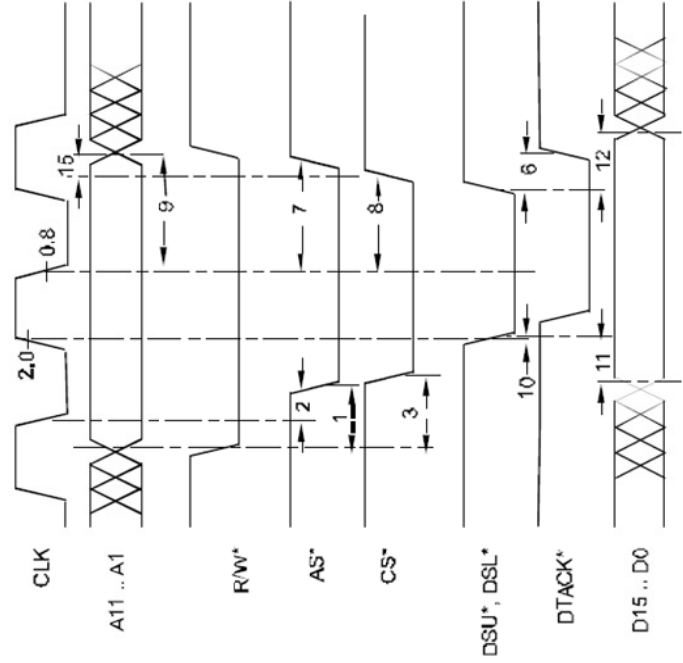 CLK
2.0
0.8
A11 .. A1
15
9
R/W*
AS*
2
7
1
CS*
8
3
DSU*, DSL*
DTACK*
10
6
11
12
D15 .. D0